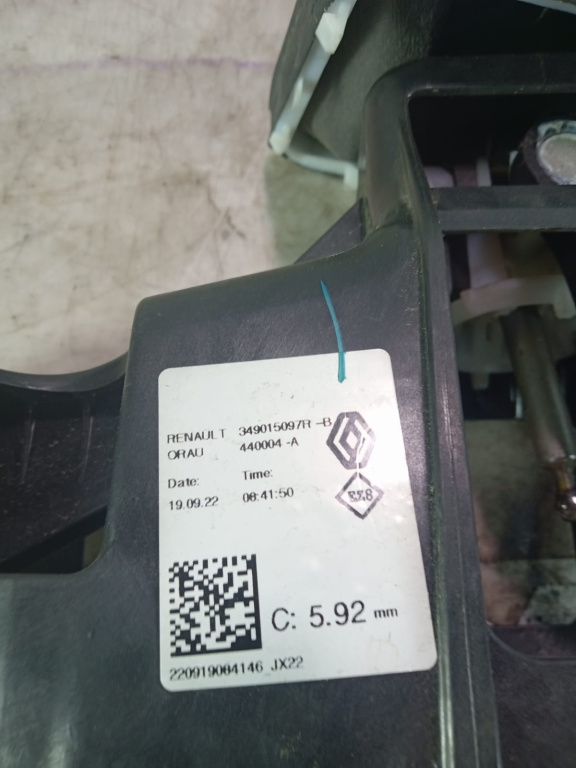 RENAULT 349015097R -B
ORAU 440004 -A
Date: Time:
19.09.22 08:41:50
C: 5.92 mm
220919084146_JX22